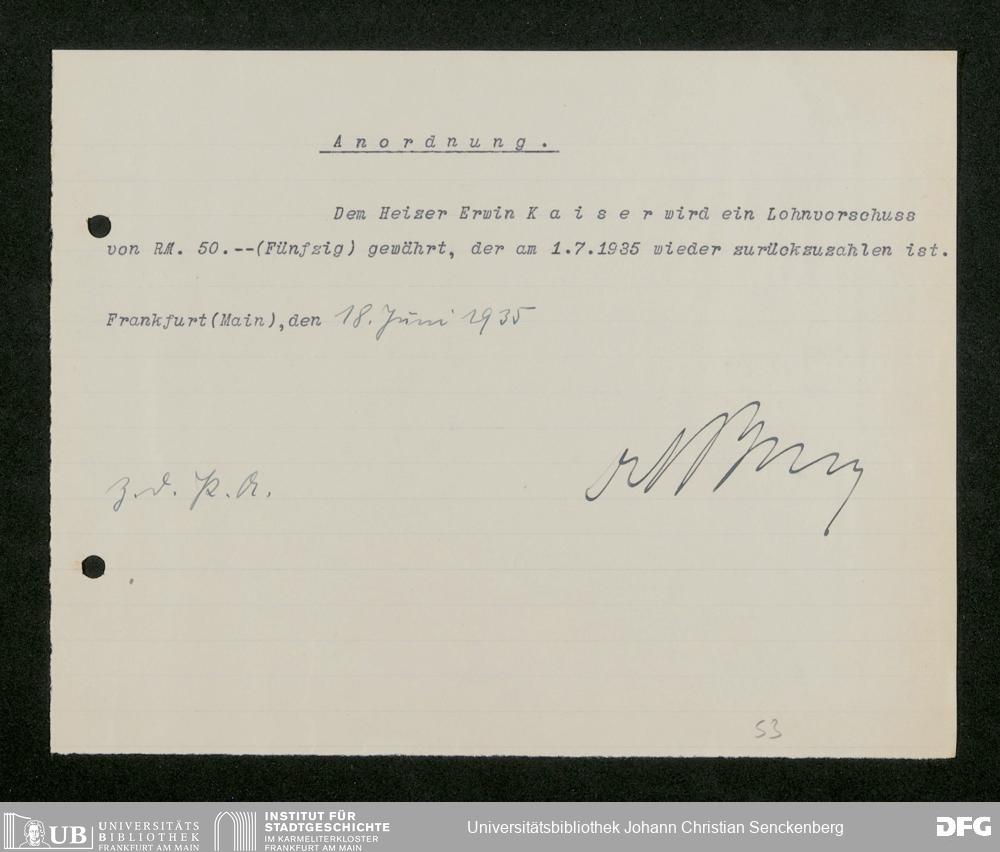 A n o r d n u n g .
Dem Heizer Erwin K a i s e r wird ein Lohnvorschuss
von RM. 50.--(Fünfzig) gewährt, der am 1.7.1935 wieder zurückzuzahlen ist.
Frankfurt(Main),den 18. Juni 1935
z. d. P. A.
53
UB UNIVERSITÄTS
BIBLIOTHEK
FRANKFURT AM MAIN
INSTITUT FÜR
STADTGESCHICHTE
IM KARMELITERKLOSTER
FRANKFURT AM MAIN
Universitätsbibliothek Johann Christian Senckenberg
DFG